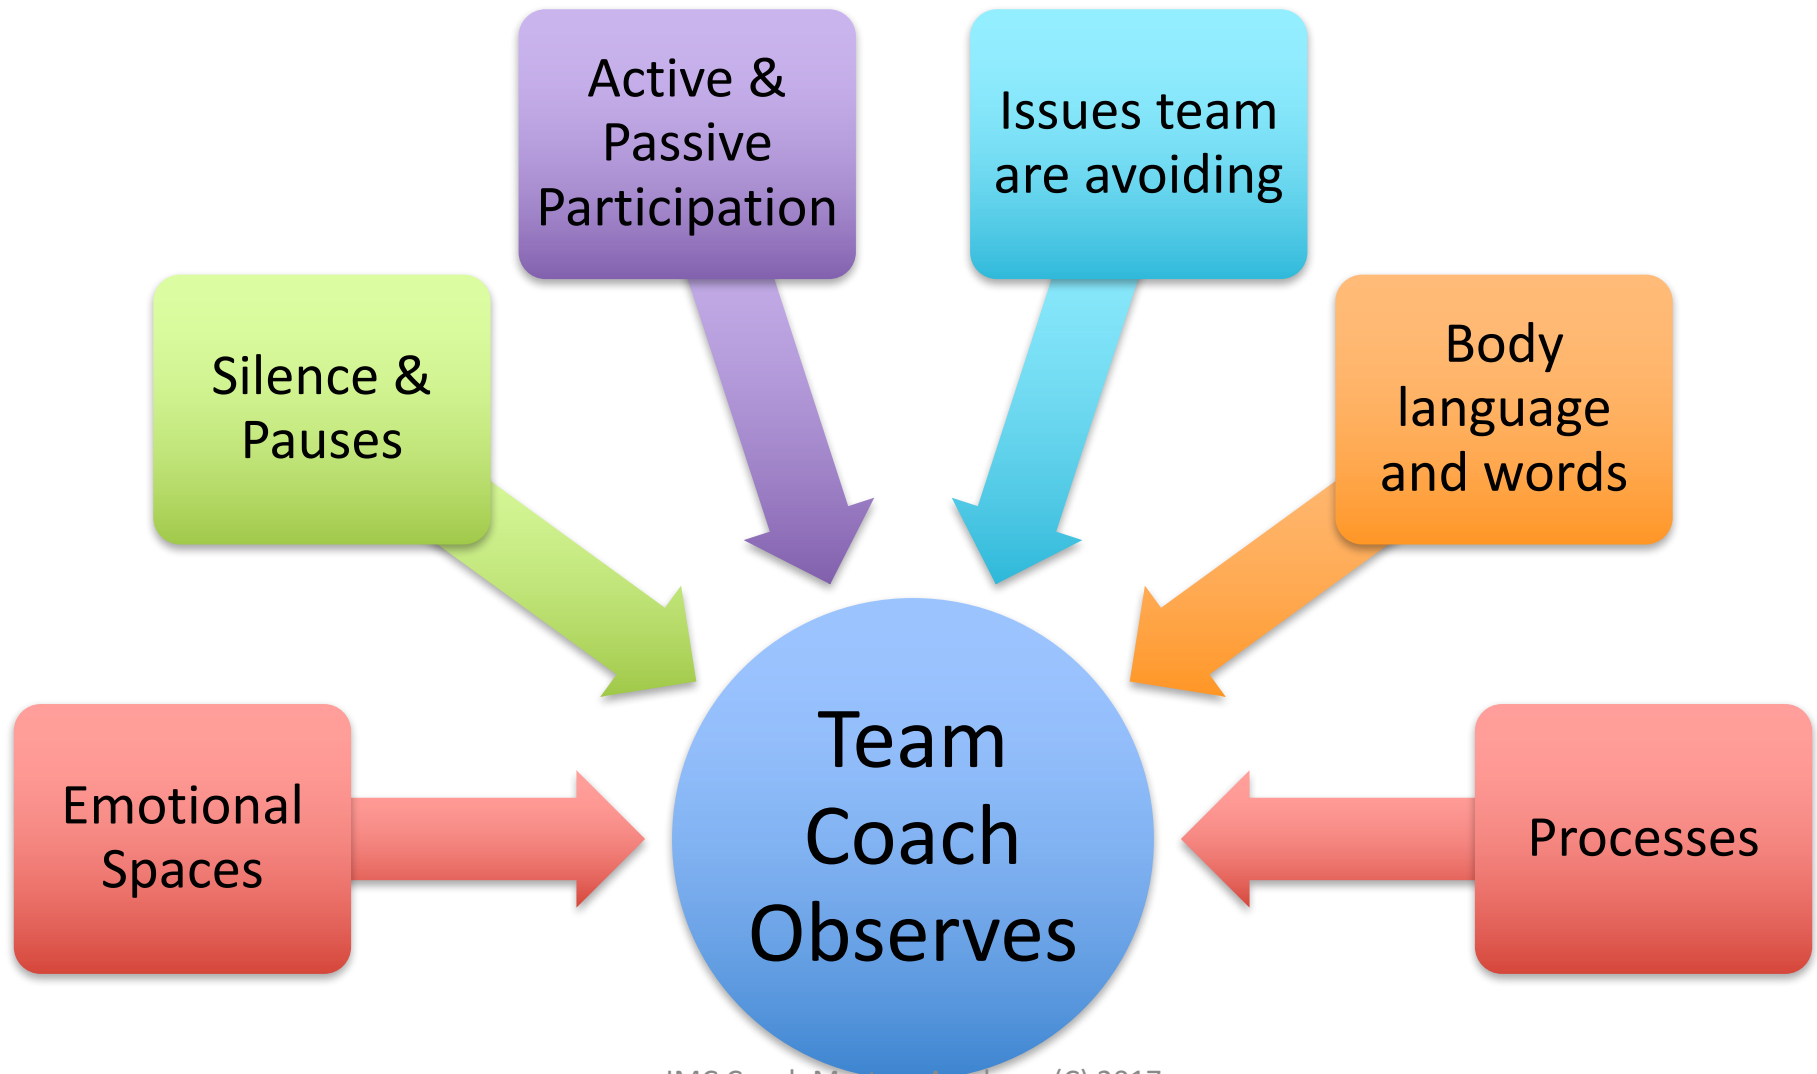 Active &
Passive
Participation
Issues team
are avoiding
Silence &
Pauses
Body
language
and words
Emotional
Spaces
Team
Coach
Observes
Processes
(C) 2017